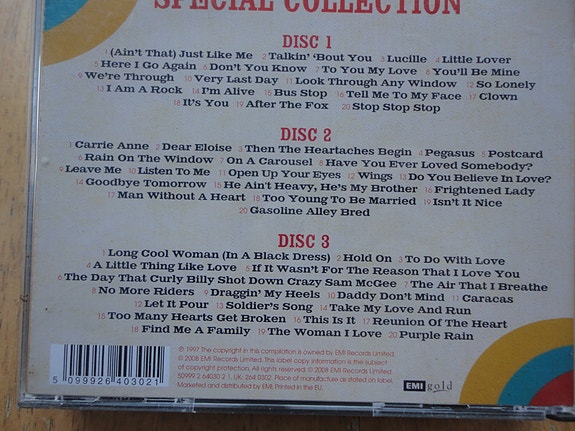 SPECIAL COLLECTION
DISC 1
1 (Ain't That) Just Like Me 2 Talkin' 'Bout You 3 Lucille 4 Little Lover
5 Here I Go Again 6 Don't You Know 7 To You My Love 8 You'll Be Mine
9 We're Through 10 Very Last Day 11 Look Through Any Window 12 So Lonely
13 I Am A Rock 14 I'm Alive 15 Bus Stop 16 Tell Me To My Face 17 Clown
18 It's You 19 After The Fox 20 Stop Stop Stop
DISC 2
1 Carrie Anne 2 Dear Eloise 3 Then The Heartaches Begin 4 Pegasus 5 Postcard
6 Rain On The Window 7 On A Carousel 8 Have You Ever Loved Somebody?
9 Leave Me 10 Listen To Me 11 Open Up Your Eyes 12 Wings 13 Do You Believe In Love?
14 Goodbye Tomorrow 15 He Ain't Heavy, He's My Brother 16 Frightened Lady
17 Man Without A Heart 18 Too Young To Be Married 19 Isn't It Nice
20 Gasoline Alley Bred
DISC 3
1 Long Cool Woman (In A Black Dress) 2 Hold On 3 To Do With Love
4 A Little Thing Like Love 5 If It Wasn't For The Reason That I Love You
6 The Day That Curly Billy Shot Down Crazy Sam McGee 7 The Air That I Breathe
8 No More Riders 9 Draggin' My Heels 10 Daddy Don't Mind 11 Caracas
12 Let It Pour 13 Soldier's Song 14 Take My Love And Run
15 Too Many Hearts Get Broken 16 This Is It 17 Reunion Of The Heart
18 Find Me A Family 19 The Woman I Love 20 Purple Rain
℗ 1997 The copyright in this compilation is owned by EMI Records Limited.
© 2008 EMI Records Limited. This label copy information is the subject
of copyright protection. All rights reserved. © 2008 EMI Records Limited
50999 2 64030 2 1. UK: 264 0302. Place of manufacture as stated on label.
Marketed and distributed by EMI. Printed in the EU.
5 099926 403021
EMI gold